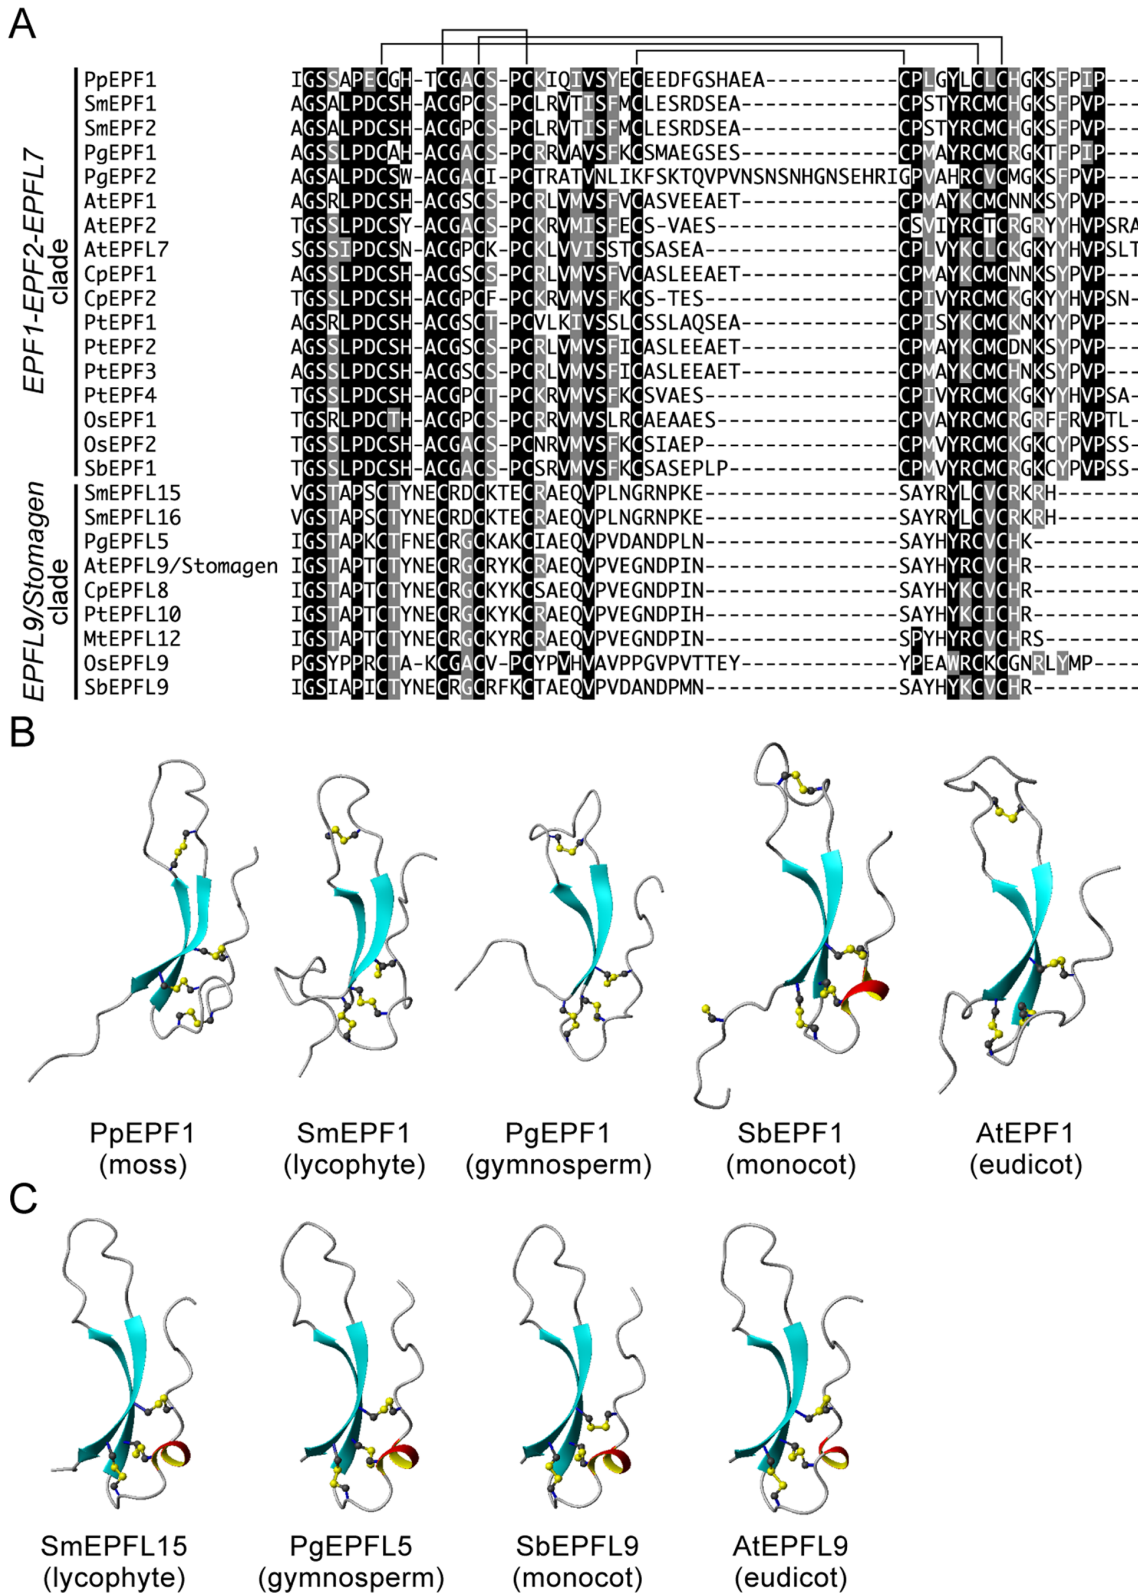 A
EPF1-EPF2-EPFL7
clade
PpEPF1 IGSSAPECGH-TCGACS-PCKIQIVSYECEEDFGSHAEA-----------CPLGYLCLCHGKSFPIP---
SmEPF1 AGSALPDCSH-ACGPCS-PCLRVTISFMCLESRDSEA-------------CPSTYRCMCHGKSFPVP---
SmEPF2 AGSALPDCSH-ACGPCS-PCLRVTISFMCLESRDSEA-------------CPSTYRCMCHGKSFPVP---
PgEPF1 AGSSLPDCAH-ACGACS-PCRRVAVSFKCSMAEGSES-------------CPMAYRCMCRGKTFPIP---
PgEPF2 AGSSLPDCSW-ACGACI-PCTRATVNLIKFSKTQVPVNSNSNHGNSEHRIGPVAHRCVCMGKSFPVP---
AtEPF1 AGSRLPDCSH-ACGSCS-PCRLVMVSFVCASVEEAET-------------CPMAYKCMCNNKSYPVP---
AtEPF2 TGSSLPDCSY-ACGACS-PCKRVMISFECS-VAES---------------CSVIYRCTCRGRYYHVPSRA
AtEPFL7 SGSSIPDCSN-ACGPCK-PCKLVVISSTCSASEA----------------CPLVYKCLCKGKYYHVPSLT
CpEPF1 AGSSLPDCSH-ACGSCS-PCRLVMVSFVCASLEEAET-------------CPMAYKCMCNNKSYPVP---
CpEPF2 TGSSLPDCSH-ACGPCF-PCKRVMVSFKCS-TES----------------CPIVYRCMCKGKYYHVPSN-
PtEPF1 AGSRLPDCSH-ACGSCT-PCVLKIVSSLCSSLAQSEA-------------CPISYKCMCKNKYYPVP---
PtEPF2 AGSSLPDCSH-ACGSCS-PCRLVMVSFICASLEEAET-------------CPMAYKCMCDNKSYPVP---
PtEPF3 AGSSLPDCSH-ACGSCS-PCRLVMVSFICASLEEAET-------------CPMAYKCMCHNKSYPVP---
PtEPF4 TGSSLPDCSH-ACGPCT-PCKRVMVSFKCSVAES----------------CPIVYRCMCKGKYYHVPSA-
OsEPF1 TGSRLPDCTH-ACGACS-PCKRVMVSLRCAEAAES---------------CPVAYRCMCRGRFFRVPTL-
OsEPF2 TGSSLPDCSH-ACGACS-PCNRVMVSFKCSIAEP----------------CPMVYRCMCKGKCYPVPSS-
SbEPF1 TGSSLPDCSH-ACGACS-PCSRVMVSFKCSASEPLP--------------CPMVYRCMCRGKCYPVPSS-
EPFL9/Stomagen
clade
SmEPFL15 VGSTAPSCTYNECRDCKTECRAEQVPLNGRNPKE----------------SAYRYLCVCRKRH-------
SmEPFL16 VGSTAPSCTYNECRDCKTECRAEQVPLNGRNPKE----------------SAYRYLCVCRKRH-------
PgEPFL5 IGSTAPKCTFNECRGCKAKCIAEQVPVDANDPLN----------------SAYHYRCVCHK---------
AtEPFL9/Stomagen IGSTAPTCTYNECRGCRYKCRAEQVPVEGNDPIN----------------SAYHYRCVCHR---------
CpEPFL8 IGSTAPTCTYNECRGCKYKCSAEQVPVEGNDPIN----------------SAYHYKCVCHR---------
PtEPFL10 IGSTAPTCTYNECRGCKYKCRAEQVPVEGNDPIH----------------SAYHYKCICHR---------
MtEPFL12 IGSTAPTCTYNECRGCKYRCRAEQVPVEGNDPIN----------------SPYHYRCVCHRS--------
OsEPFL9 PGSYPPRCTA-KCGACV-PCYPVHVAVPPGVPVTTEY-------------YPEAWRCKCGNRLYMP----
SbEPFL9 IGSIAPICTYNECRGCRFKCTAEQVPVDANDPMN----------------SAYHYKCVCHR---------
B
PpEPF1
(moss)
SmEPF1
(lycophyte)
PgEPF1
(gymnosperm)
SbEPF1
(monocot)
AtEPF1
(eudicot)
C
SmEPFL15
(lycophyte)
PgEPFL5
(gymnosperm)
SbEPFL9
(monocot)
AtEPFL9
(eudicot)